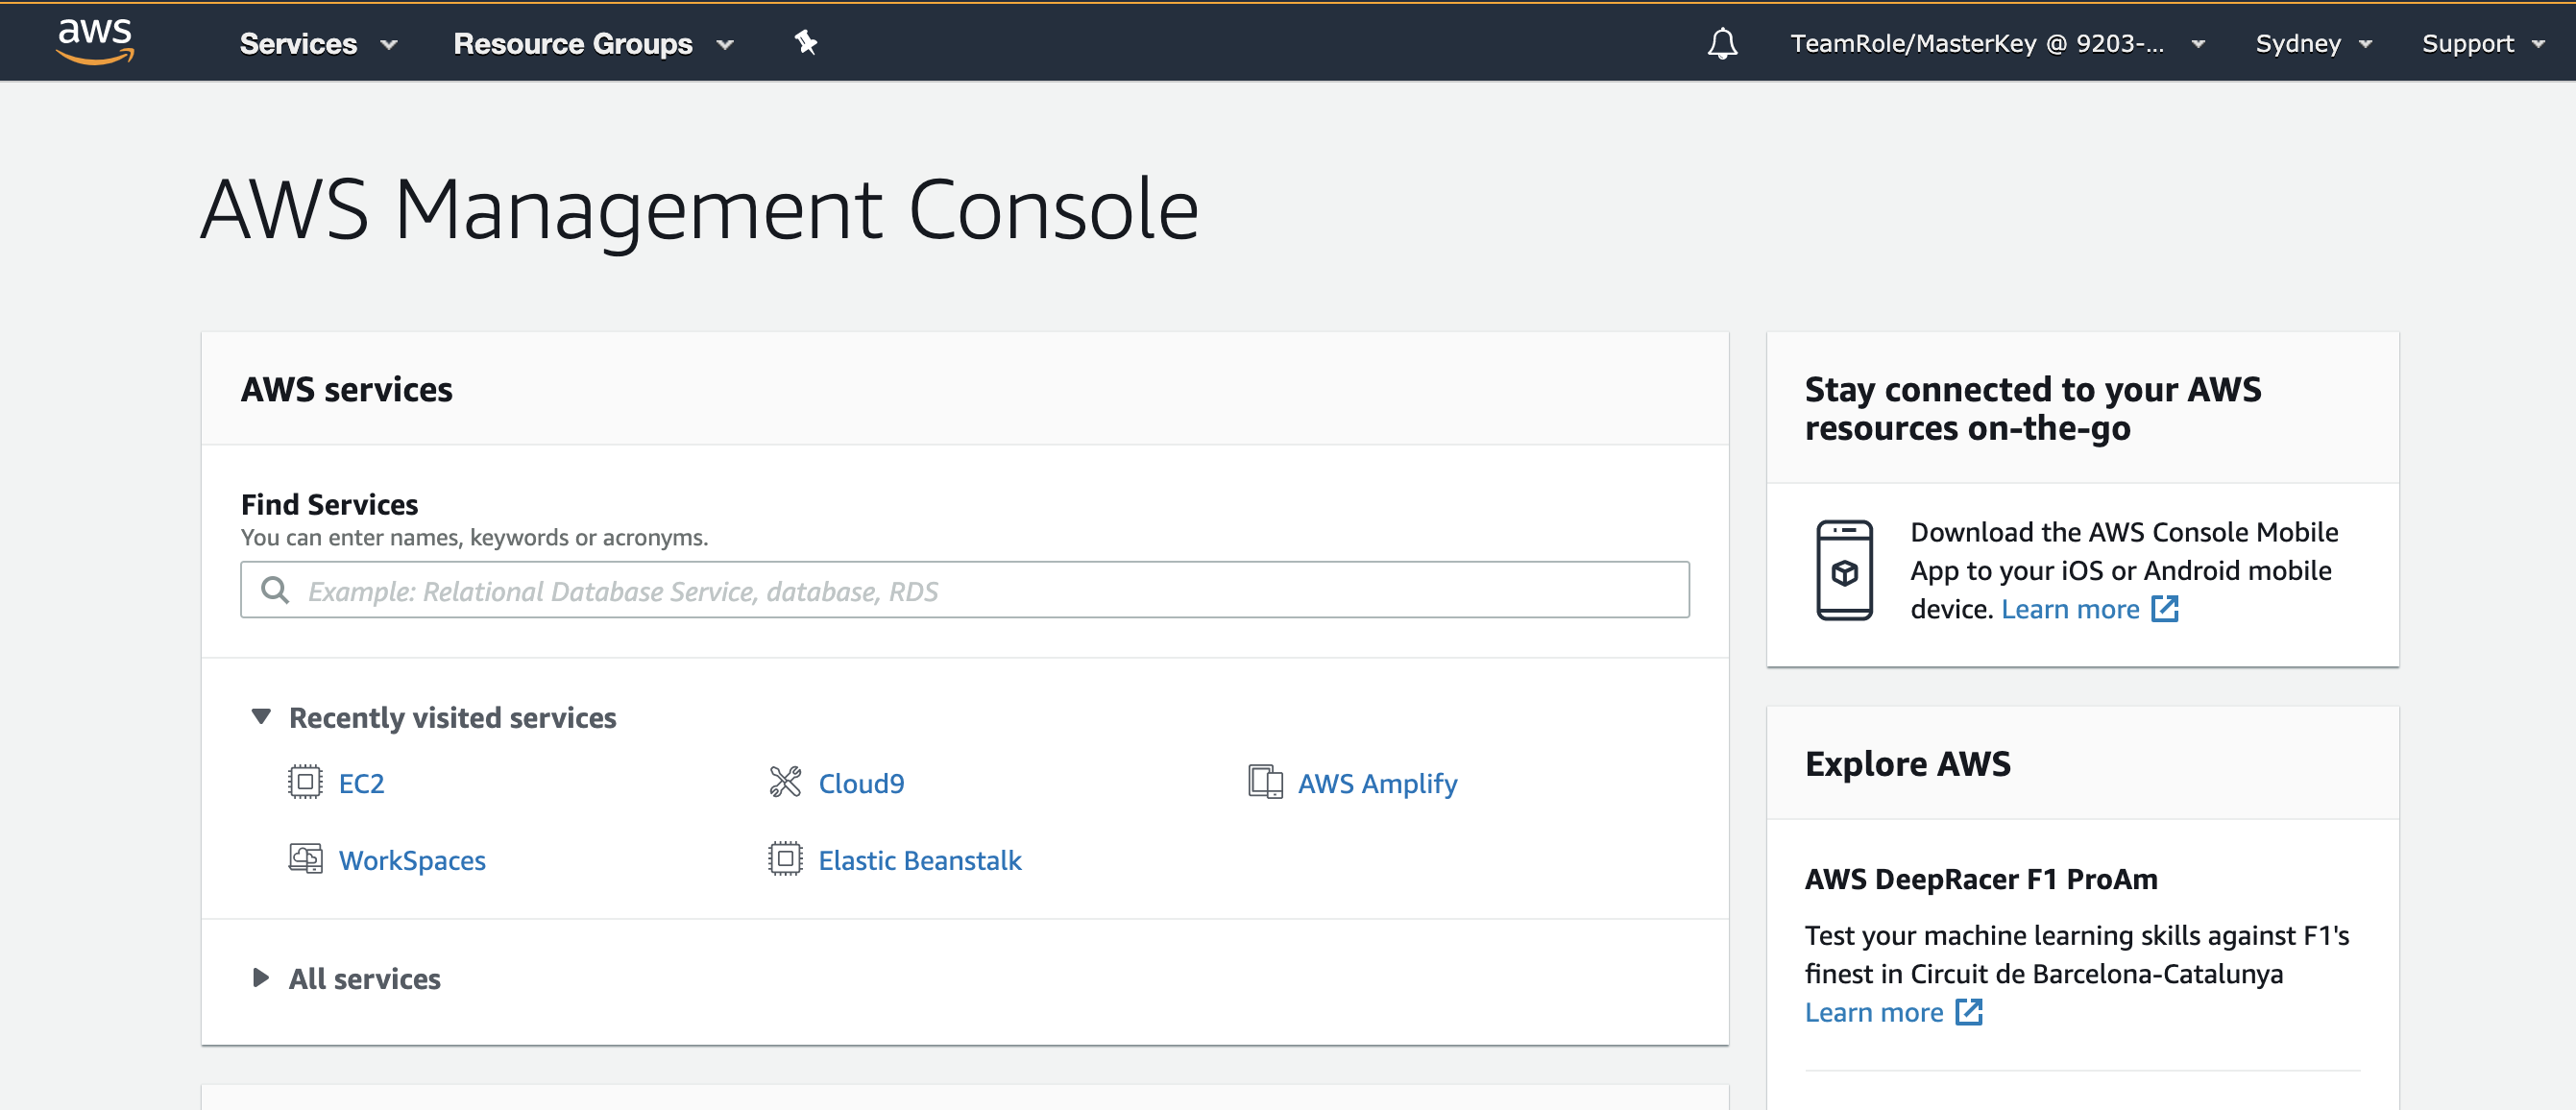 aws
Services
Resource Groups
TeamRole/MasterKey @ 9203-...
Sydney
Support
AWS Management Console
AWS services
Find Services
You can enter names, keywords or acronyms.
Example: Relational Database Service, database, RDS
Recently visited services
EC2
Cloud9
AWS Amplify
WorkSpaces
Elastic Beanstalk
All services
Stay connected to your AWS
resources on-the-go
Download the AWS Console Mobile
App to your iOS or Android mobile
device. Learn more
Explore AWS
AWS DeepRacer F1 ProAm
Test your machine learning skills against F1's
finest in Circuit de Barcelona-Catalunya
Learn more